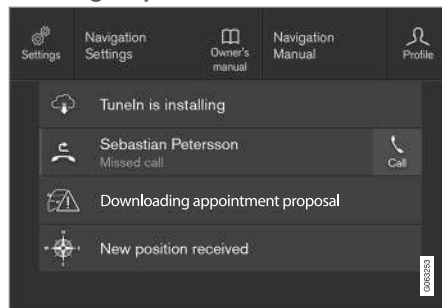 Settings
Navigation
Settings
Owner's
manual
Navigation
Manual
Profile
TuneIn is installing
Sebastian Petersson
Missed call
Call
Downloading appointment proposal
New position received
G063253